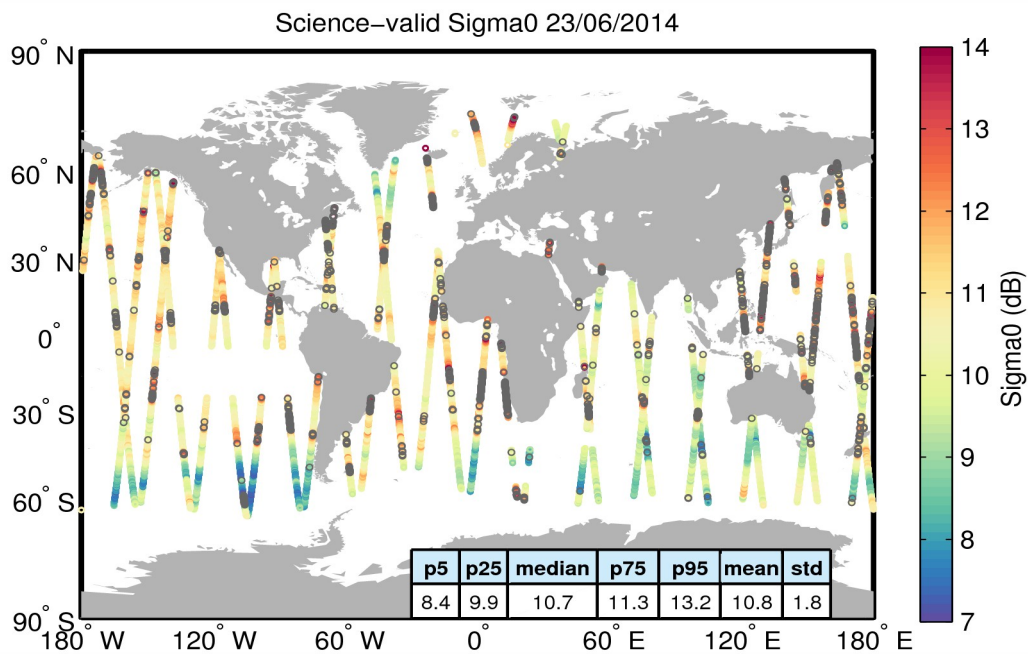 Science−valid Sigma0 23/06/2014
90° N
60° N
30° N
0°
30° S
60° S
90° S
180° W
120° W
60° W
0°
60° E
120° E
180° E
p5 p25 median p75 p95 mean std
8.4 9.9 10.7 11.3 13.2 10.8 1.8
14
13
12
11
10
9
8
7
Sigma0 (dB)